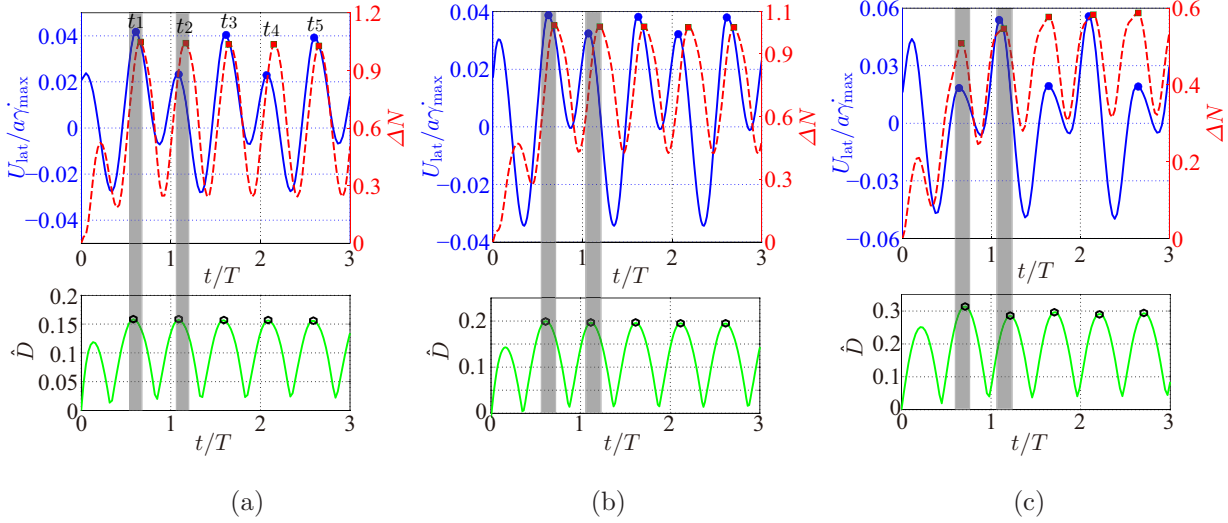 0.04
0.02
0
−0.02
−0.04
U_lat/aγ̇_max
t1
t2
t3
t4
t5
1.2
0.9
0.6
0.3
0
ΔN
0
1
2
3
t/T
0.2
0.15
0.1
0.05
0
D̂
0
1
2
3
t/T
(a)
0.04
0.02
0
−0.02
−0.04
U_lat/aγ̇_max
1.1
0.9
0.6
0.3
0
ΔN
0
1
2
3
t/T
0.2
0.1
0
D̂
0
1
2
3
t/T
(b)
0.06
0.03
0
−0.03
−0.06
U_lat/aγ̇_max
0.6
0.4
0.2
0
ΔN
0
1
2
3
t/T
0.3
0.2
0.1
0
D̂
0
1
2
3
t/T
(c)